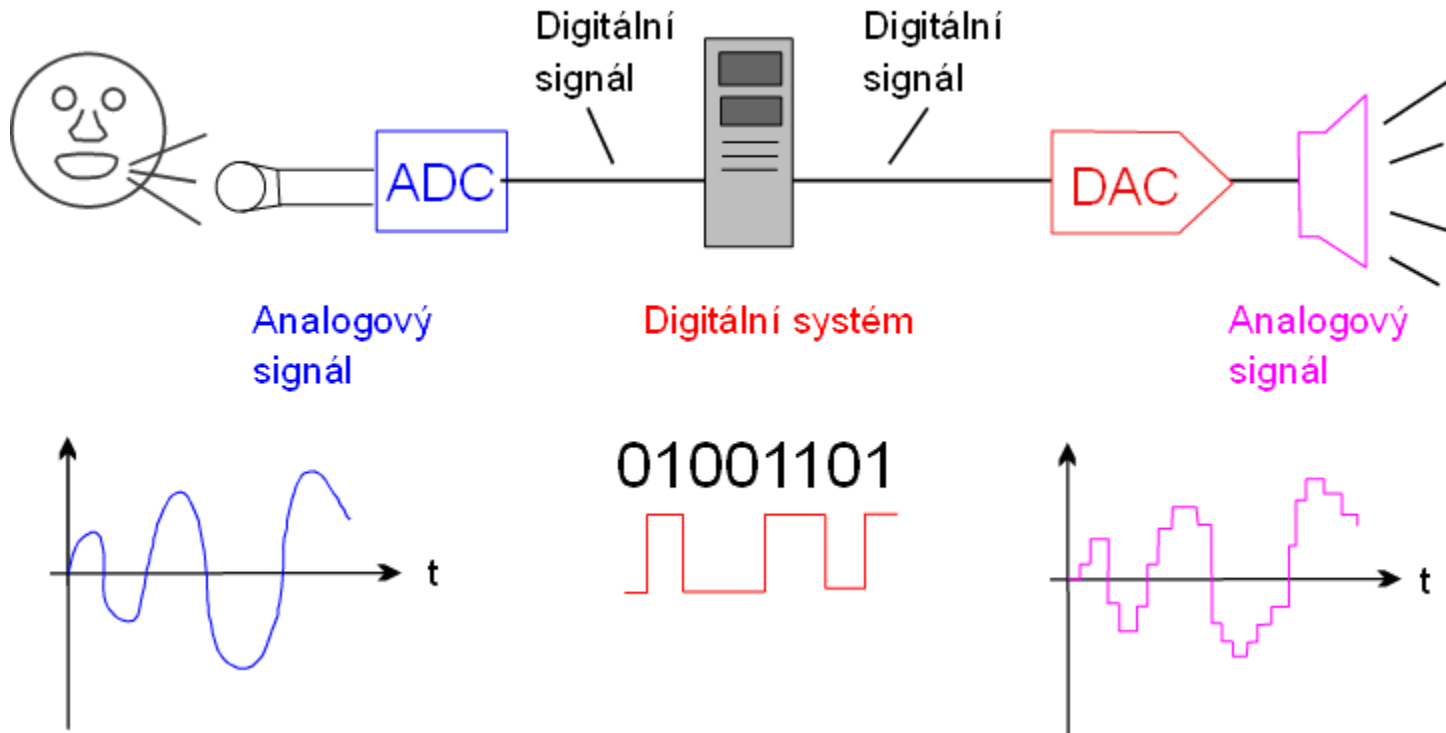 Digitální
signál
Digitální
signál
ADC
DAC
Analogový
signál
Digitální systém
Analogový
signál
01001101
t
t